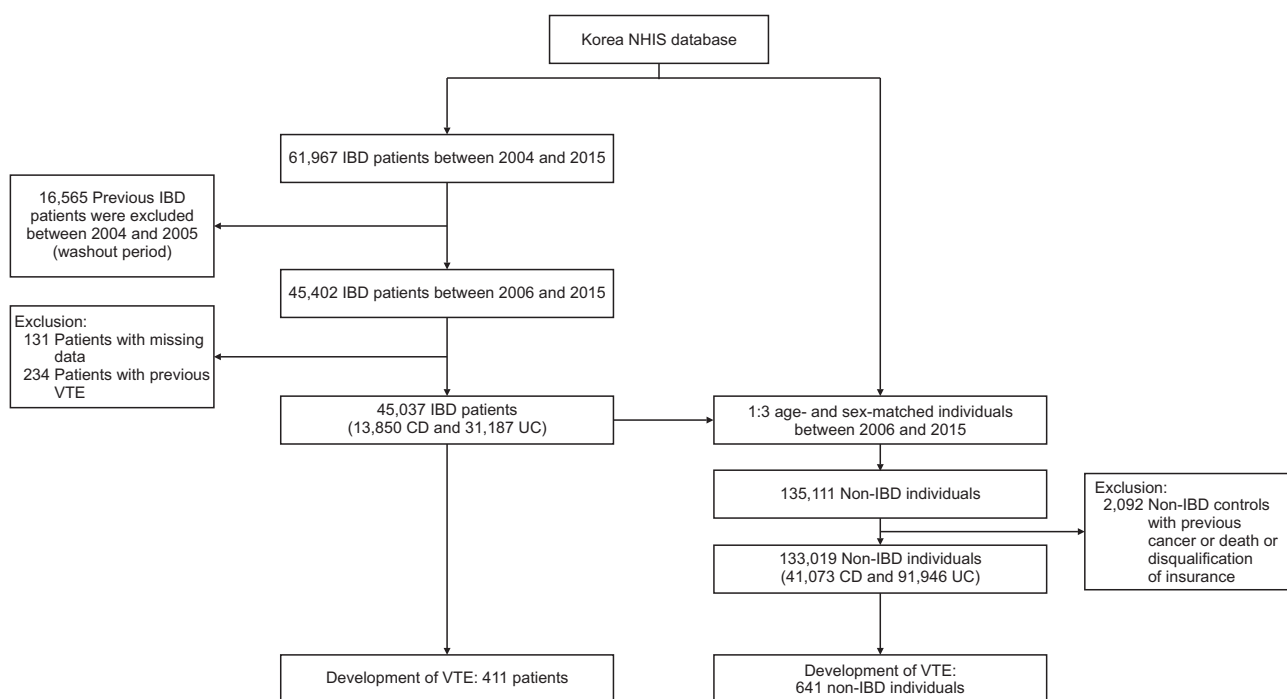 Korea NHIS database
61,967 IBD patients between 2004 and 2015
16,565 Previous IBD
patients were excluded
between 2004 and 2005
(washout period)
45,402 IBD patients between 2006 and 2015
Exclusion:
131 Patients with missing
data
234 Patients with previous
VTE
45,037 IBD patients
(13,850 CD and 31,187 UC)
1:3 age- and sex-matched individuals
between 2006 and 2015
135,111 Non-IBD individuals
Exclusion:
2,092 Non-IBD controls
with previous
cancer or death or
disqualification
of insurance
133,019 Non-IBD individuals
(41,073 CD and 91,946 UC)
Development of VTE: 411 patients
Development of VTE:
641 non-IBD individuals